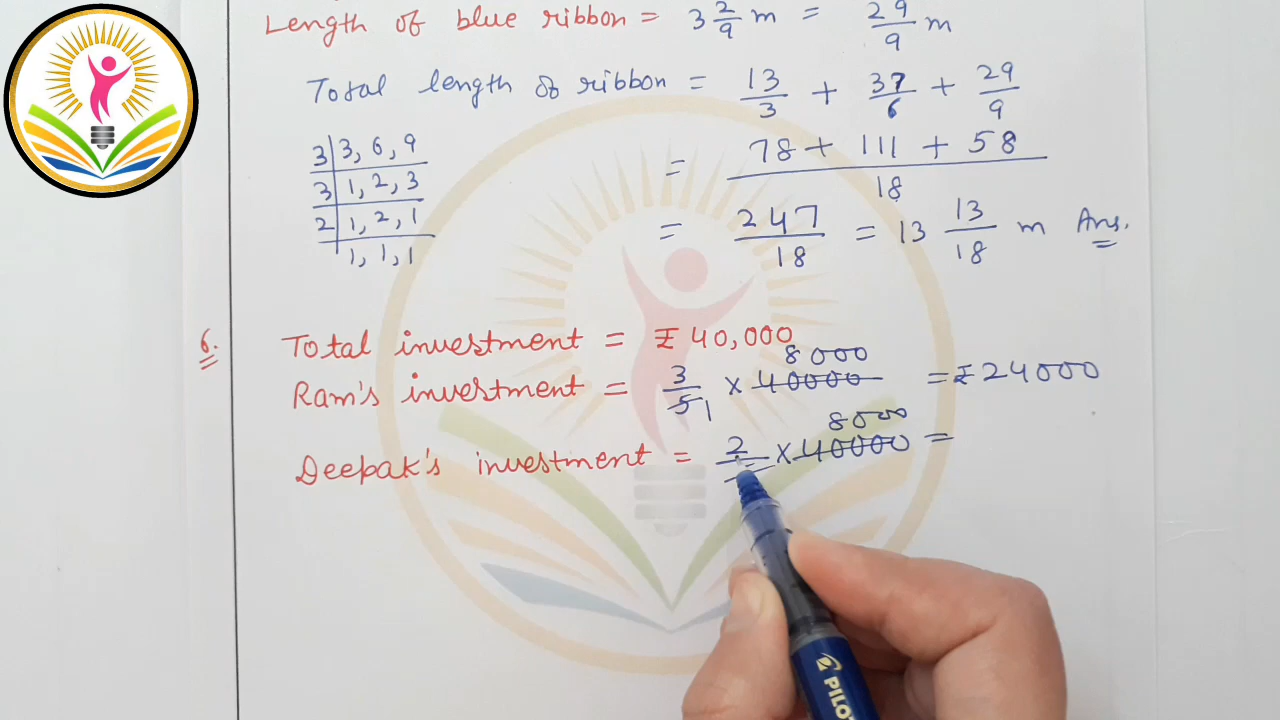 Length of blue ribbon = 3 2/9 m = 29/9 m
Total length of ribbon = 13/3 + 37/6 + 29/9
3 | 3, 6, 9
= 78 + 111 + 58 / 18
3 | 1, 2, 3
2 | 1, 2, 1
= 247/18 = 13 13/18 m Ans.
1, 1, 1
6. Total investment = ₹ 40,000
8000
Ram's investment = 3/5 1 × 40000 = ₹ 24000
8000
Deepak's investment = 2/ × 40000 =
PILOT